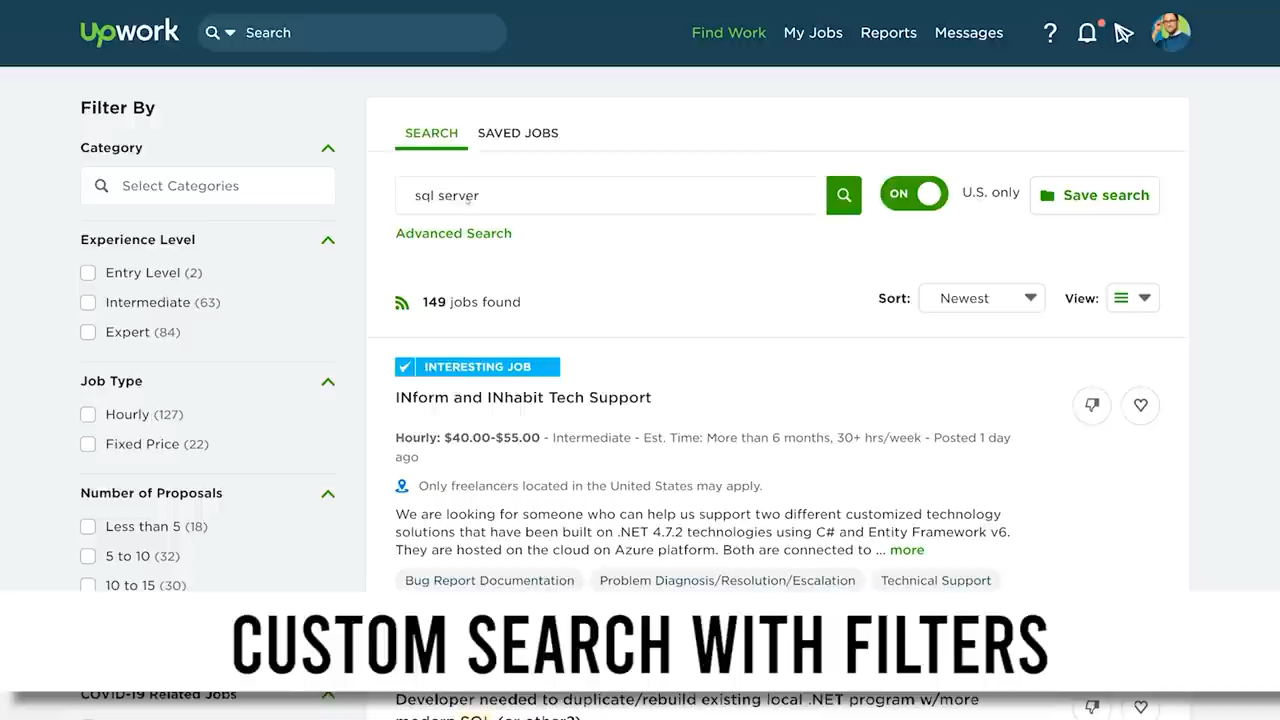 upwork
Search
Find Work
My Jobs
Reports
Messages
?
Filter By
Category
Select Categories
Experience Level
Entry Level (2)
Intermediate (63)
Expert (84)
Job Type
Hourly (127)
Fixed Price (22)
Number of Proposals
Less than 5 (18)
5 to 10 (32)
10 to 15 (30)
COVID-19 Related Jobs
SEARCH
SAVED JOBS
sql server
ON
U.S. only
Save search
Advanced Search
149 jobs found
Sort:
Newest
View:
INTERESTING JOB
INform and INhabit Tech Support
Hourly: $40.00-$55.00 - Intermediate - Est. Time: More than 6 months, 30+ hrs/week - Posted 1 day
ago
Only freelancers located in the United States may apply.
We are looking for someone who can help us support two different customized technology
solutions that have been built on .NET 4.7.2 technologies using C# and Entity Framework v6.
They are hosted on the cloud on Azure platform. Both are connected to ... more
Bug Report Documentation
Problem Diagnosis/Resolution/Escalation
Technical Support
CUSTOM SEARCH WITH FILTERS
Developer needed to duplicate/rebuild existing local .NET program w/more
modern SQL (or other?)